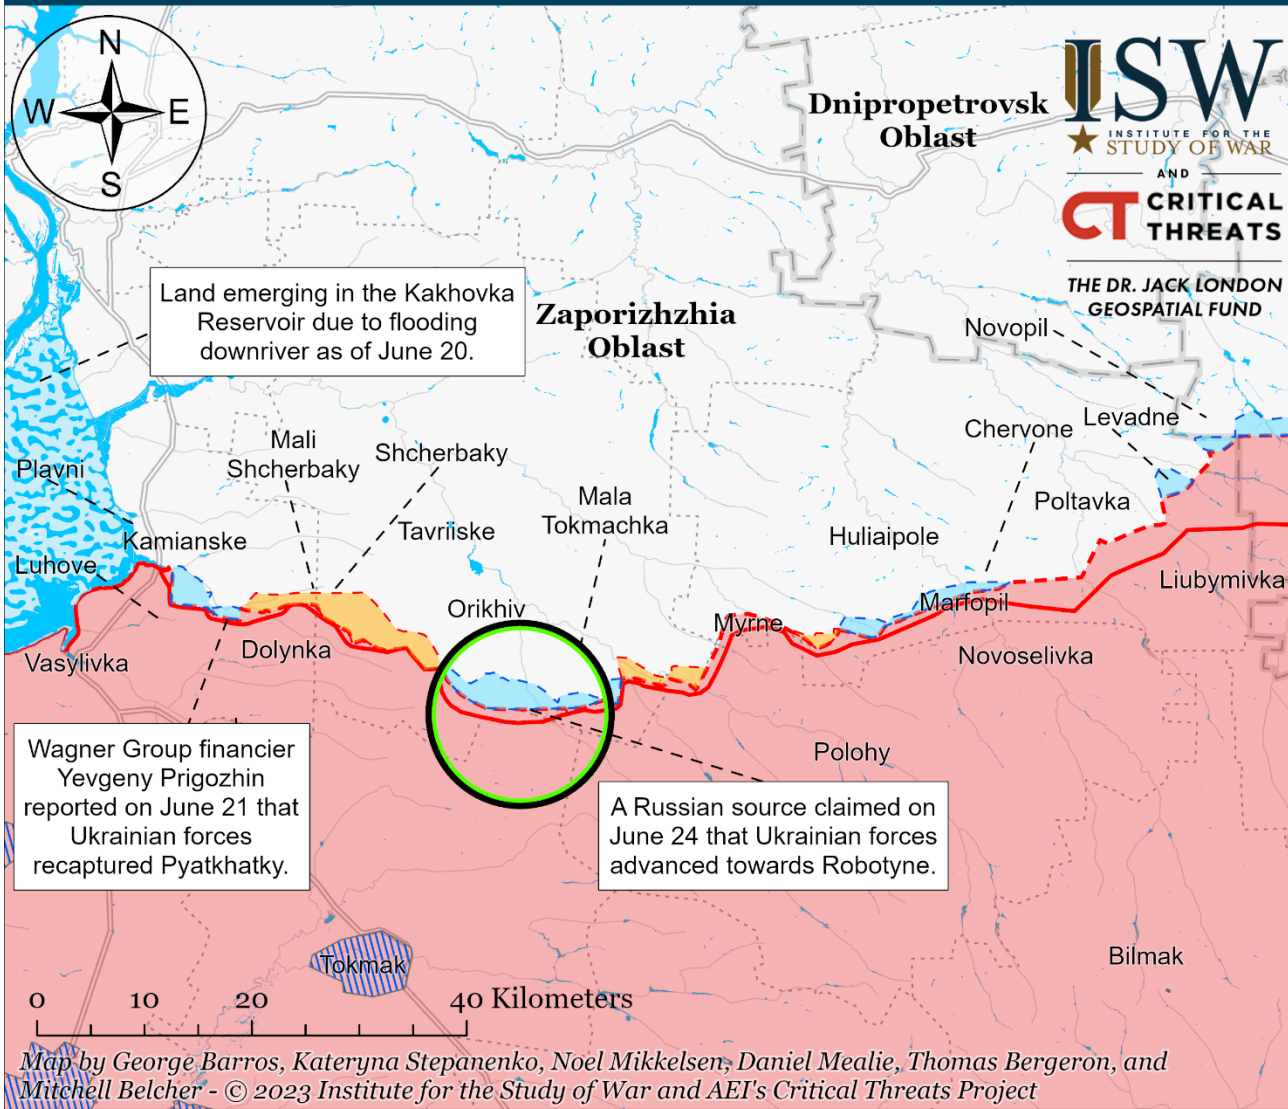 N
W
E
S
ISW
INSTITUTE FOR THE
STUDY OF WAR
AND
CT CRITICAL
THREATS
THE DR. JACK LONDON
GEOSPATIAL FUND
Dnipropetrovsk
Oblast
Land emerging in the Kakhovka
Reservoir due to flooding
downriver as of June 20.
Zaporizhzhia
Oblast
Novopil
Levadne
Chervone
Mali
Shcherbaky
Shcherbaky
Plavni
Mala
Tokmachka
Poltavka
Tavriiske
Huliaipole
Kamianske
Luhove
Liubymivka
Orikhiv
Marfopil
Myrne
Dolynka
Vasylivka
Novoselivka
Wagner Group financier
Yevgeny Prigozhin
reported on June 21 that
Ukrainian forces
recaptured Pyatkhatky.
Polohy
A Russian source claimed on
June 24 that Ukrainian forces
advanced towards Robotyne.
Tokmak
Bilmak
0 10 20 40 Kilometers
Map by George Barros, Kateryna Stepanenko, Noel Mikkelsen, Daniel Mealie, Thomas Bergeron, and
Mitchell Belcher - © 2023 Institute for the Study of War and AEI's Critical Threats Project